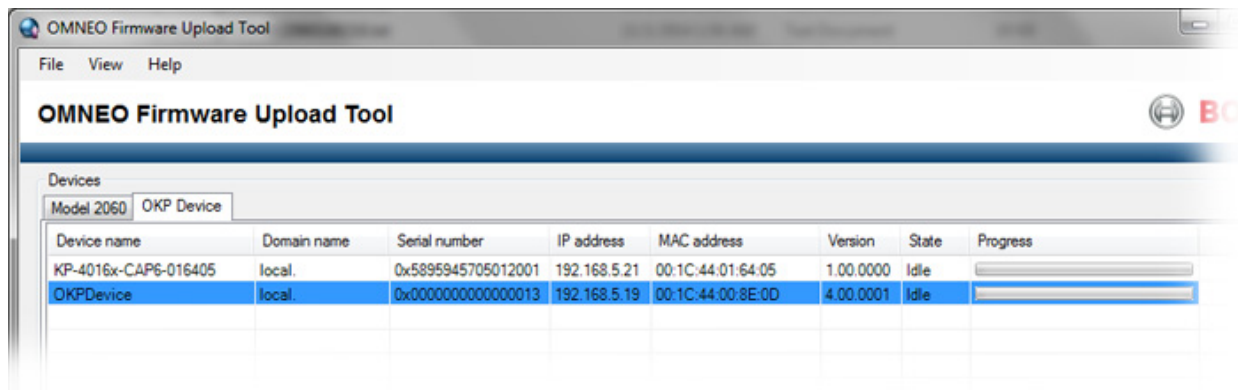 OMNEO Firmware Upload Tool
File View Help
OMNEO Firmware Upload Tool
Devices
Model 2060 OKP Device
Device name Domain name Serial number IP address MAC address Version State Progress
KP-4016x-CAP6-016405 local. 0x5895945705012001 192.168.5.21 00:1C:44:01:64:05 1.00.0000 Idle
OKPDevice local. 0x0000000000000013 192.168.5.19 00:1C:44:00:8E:0D 4.00.0001 Idle